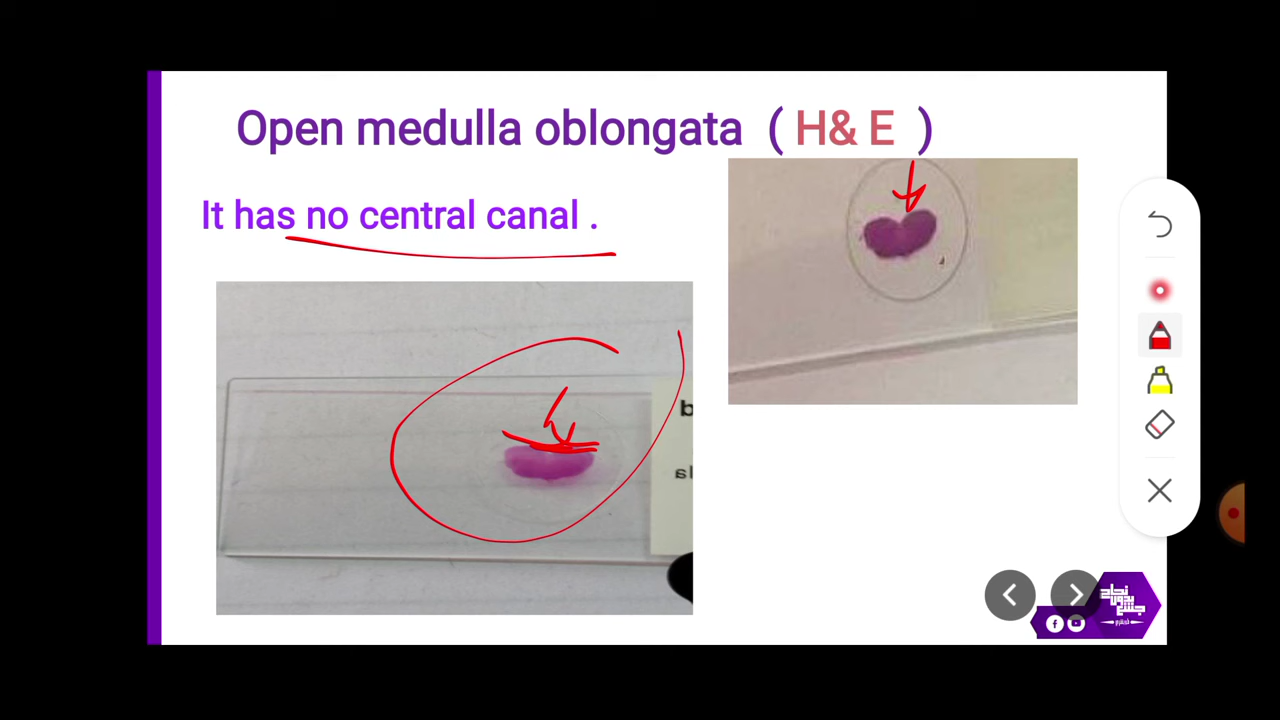 Open medulla oblongata ( H& E )
It has no central canal .